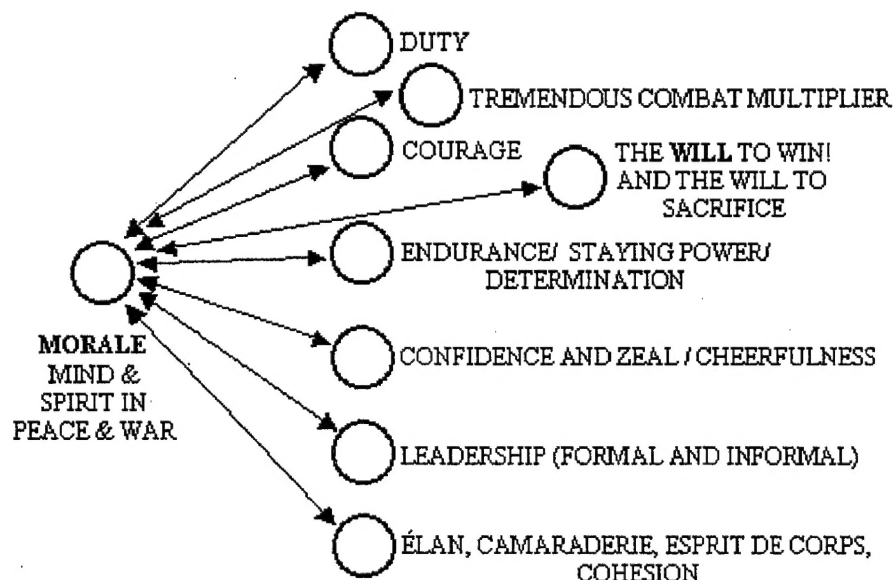 DUTY
TREMENDOUS COMBAT MULTIPLIER
COURAGE
THE WILL TO WIN!
AND THE WILL TO
SACRIFICE
ENDURANCE/ STAYING POWER/
DETERMINATION
MORALE
MIND &
SPIRIT IN
PEACE & WAR
CONFIDENCE AND ZEAL / CHEERFULNESS
LEADERSHIP (FORMAL AND INFORMAL)
ÉLAN, CAMARADERIE, ESPRIT DE CORPS,
COHESION